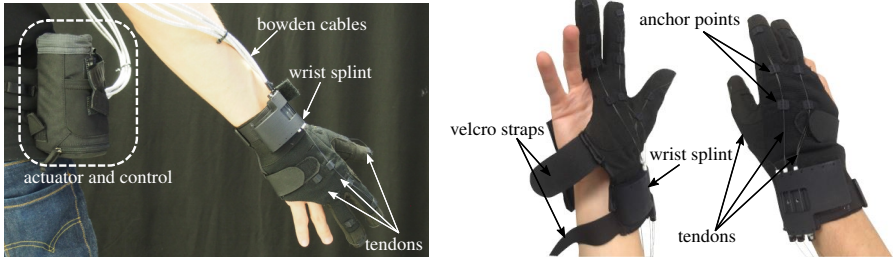 bowden cables
wrist splint
actuator and control
tendons
anchor points
velcro straps
wrist splint
tendons